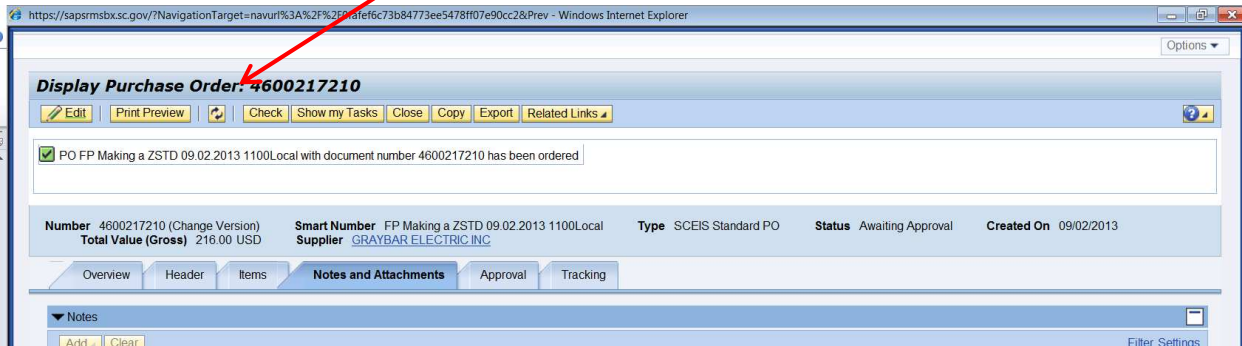 https://sapsrmsbx.sc.gov/?NavigationTarget=navurl%3A%2F%2F0fafef6c73b84773ee5478ff07e90cc2&Prev - Windows Internet Explorer
Options
Display Purchase Order: 4600217210
Edit Print Preview Check Show my Tasks Close Copy Export Related Links
PO FP Making a ZSTD 09.02.2013 1100Local with document number 4600217210 has been ordered
Number 4600217210 (Change Version) Smart Number FP Making a ZSTD 09.02.2013 1100Local Type SCEIS Standard PO Status Awaiting Approval Created On 09/02/2013
Total Value (Gross) 216.00 USD Supplier GRAYBAR ELECTRIC INC
Overview Header Items Notes and Attachments Approval Tracking
Notes
Add Clear Filter Settings